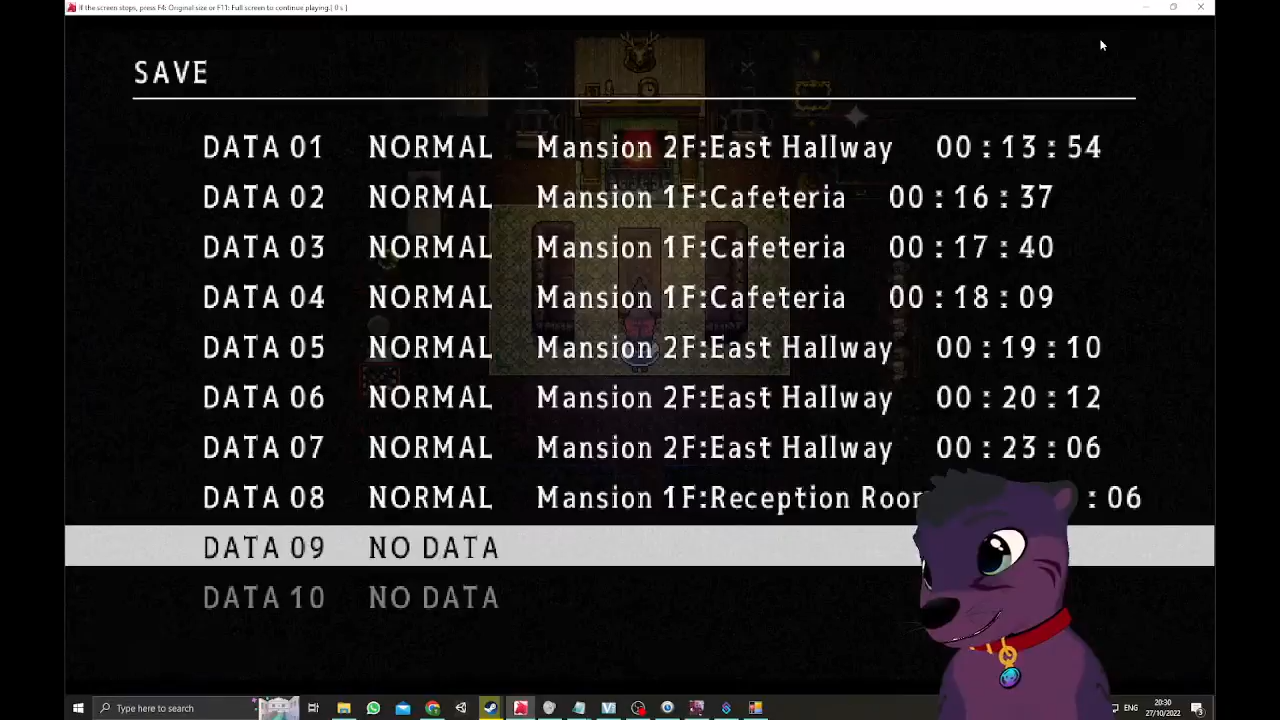 If the screen stops, press F4: Original size or F11: Full screen to continue playing.[ 0 s ]
SAVE
DATA 01 NORMAL Mansion 2F:East Hallway 00:13:54
DATA 02 NORMAL Mansion 1F:Cafeteria 00:16:37
DATA 03 NORMAL Mansion 1F:Cafeteria 00:17:40
DATA 04 NORMAL Mansion 1F:Cafeteria 00:18:09
DATA 05 NORMAL Mansion 2F:East Hallway 00:19:10
DATA 06 NORMAL Mansion 2F:East Hallway 00:20:12
DATA 07 NORMAL Mansion 2F:East Hallway 00:23:06
DATA 08 NORMAL Mansion 1F:Reception :06
DATA 09 NO DATA
DATA 10 NO DATA
Type here to search
ENG
20:30
27/10/2022